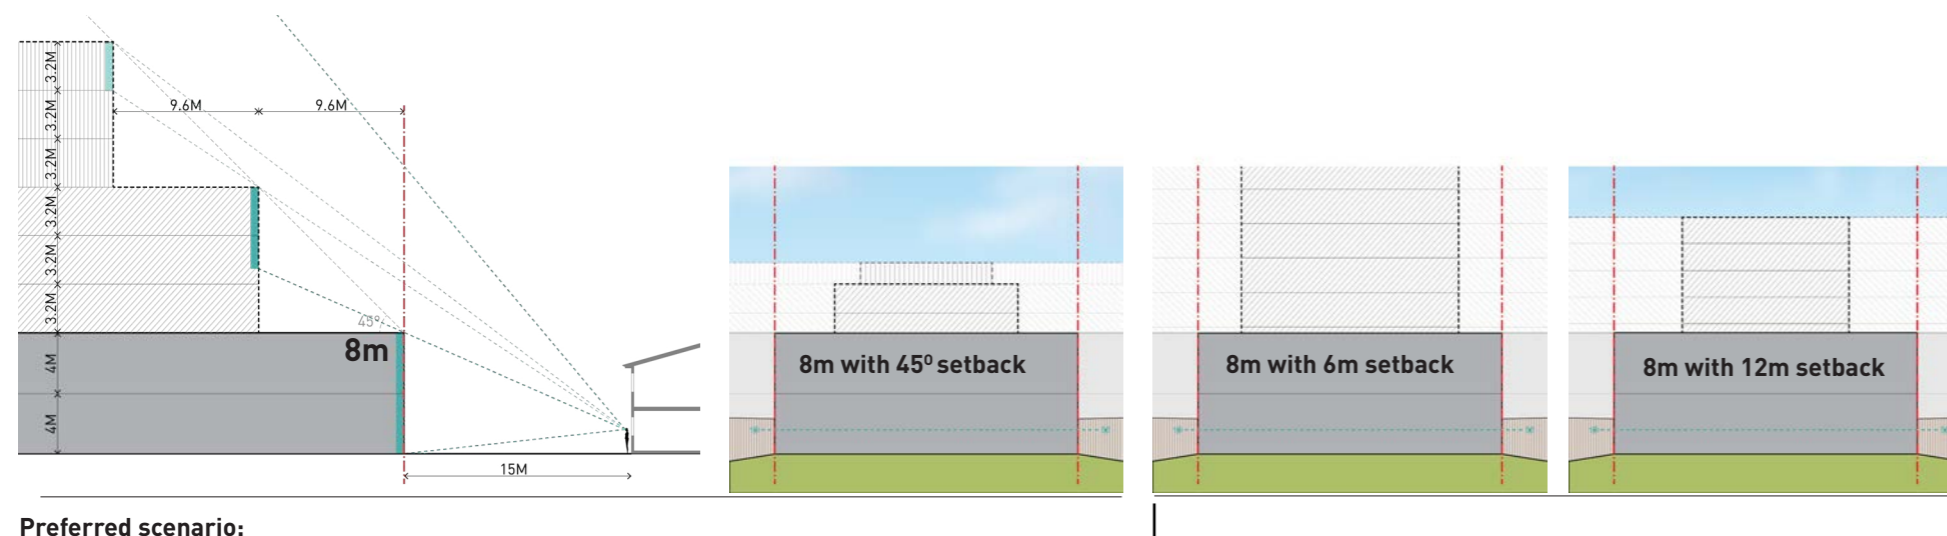 3.2M
3.2M
3.2M
3.2M
3.2M
3.2M
4M
4M
9.6M
9.6M
45°
8m
15M
8m with 45º setback
8m with 6m setback
8m with 12m setback
Preferred scenario: